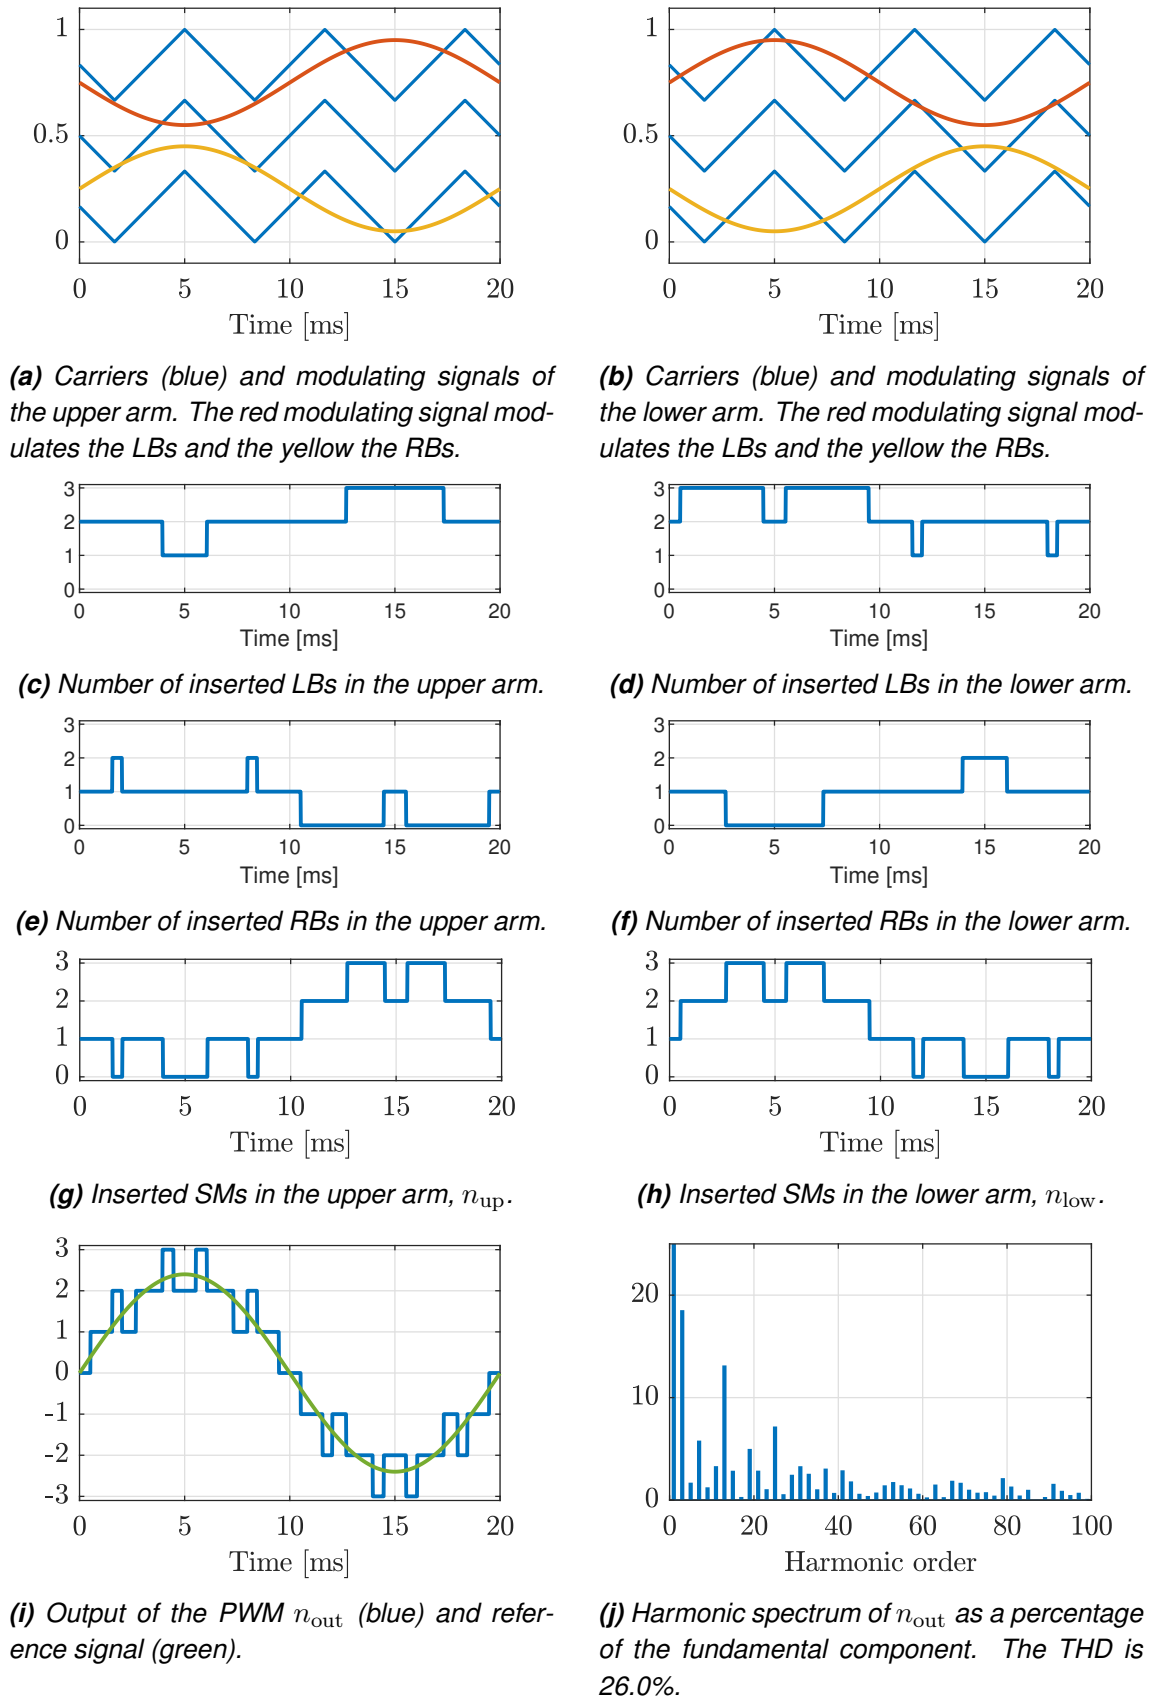 1
0.5
0
0 5 10 15 20
Time [ms]
1
0.5
0
0 5 10 15 20
Time [ms]
(a) Carriers (blue) and modulating signals of
the upper arm. The red modulating signal mod-
ulates the LBs and the yellow the RBs.
(b) Carriers (blue) and modulating signals of
the lower arm. The red modulating signal mod-
ulates the LBs and the yellow the RBs.
3
2
1
0
0 5 10 15 20
Time [ms]
3
2
1
0
0 5 10 15 20
Time [ms]
(c) Number of inserted LBs in the upper arm.
(d) Number of inserted LBs in the lower arm.
3
2
1
0
0 5 10 15 20
Time [ms]
3
2
1
0
0 5 10 15 20
Time [ms]
(e) Number of inserted RBs in the upper arm.
(f) Number of inserted RBs in the lower arm.
3
2
1
0
0 5 10 15 20
Time [ms]
3
2
1
0
0 5 10 15 20
Time [ms]
(g) Inserted SMs in the upper arm, n_up.
(h) Inserted SMs in the lower arm, n_low.
3
2
1
0
-1
-2
-3
0 5 10 15 20
Time [ms]
20
10
0
0 20 40 60 80 100
Harmonic order
(i) Output of the PWM n_out (blue) and refer-
ence signal (green).
(j) Harmonic spectrum of n_out as a percentage
of the fundamental component. The THD is
26.0%.